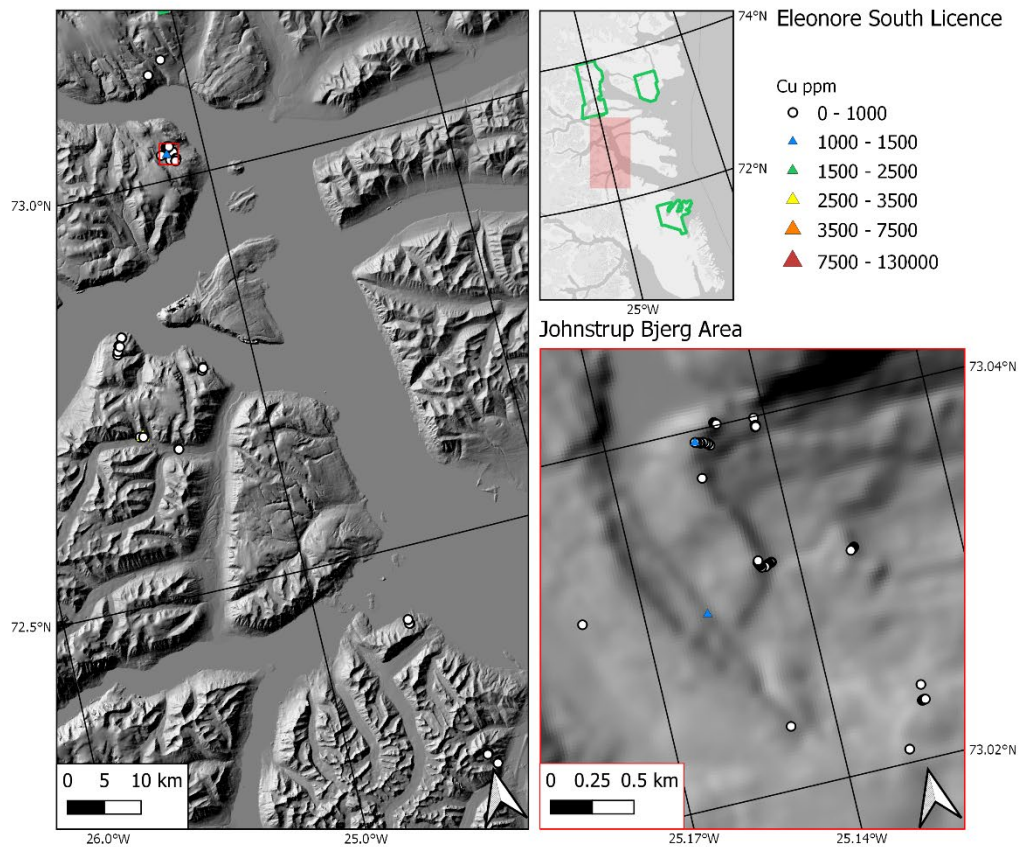 74°N
72°N
25°W
Eleonore South Licence
Cu ppm
0 - 1000
1000 - 1500
1500 - 2500
2500 - 3500
3500 - 7500
7500 - 130000
73.0°N
72.5°N
0 5 10 km
26.0°W 25.0°W
Johnstrup Bjerg Area
73.04°N
73.02°N
0 0.25 0.5 km
25.17°W 25.14°W